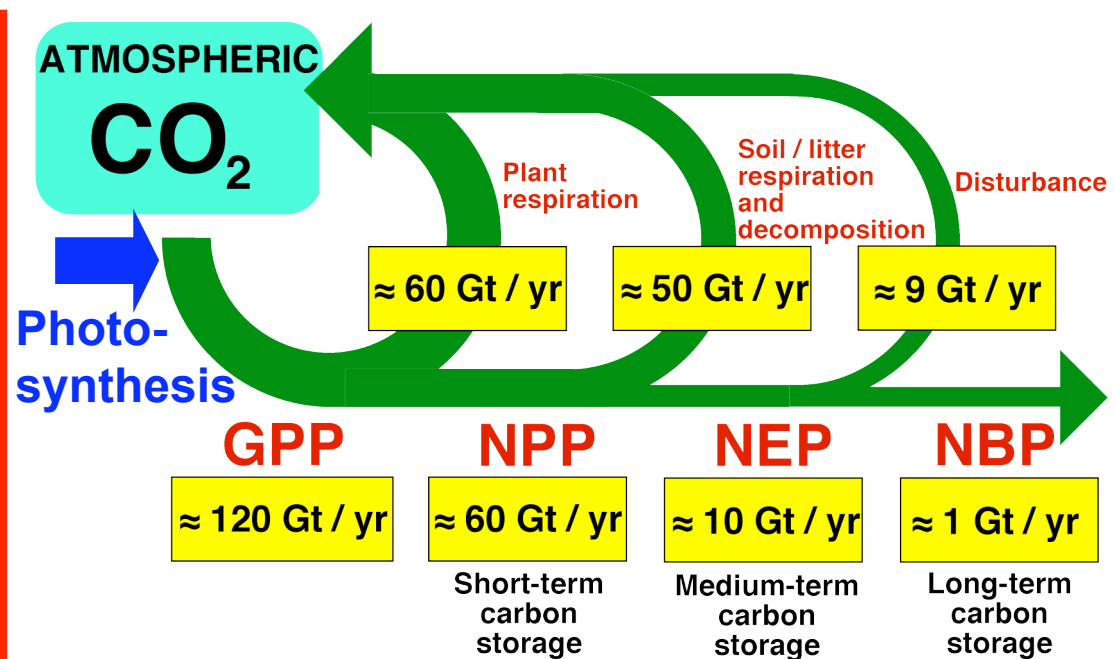 ATMOSPHERIC
CO₂
Plant
respiration
Soil / litter
respiration
and
decomposition
Disturbance
≈ 60 Gt / yr
≈ 50 Gt / yr
≈ 9 Gt / yr
Photo-
synthesis
GPP
NPP
NEP
NBP
≈ 120 Gt / yr
≈ 60 Gt / yr
≈ 10 Gt / yr
≈ 1 Gt / yr
Short-term
carbon
storage
Medium-term
carbon
storage
Long-term
carbon
storage